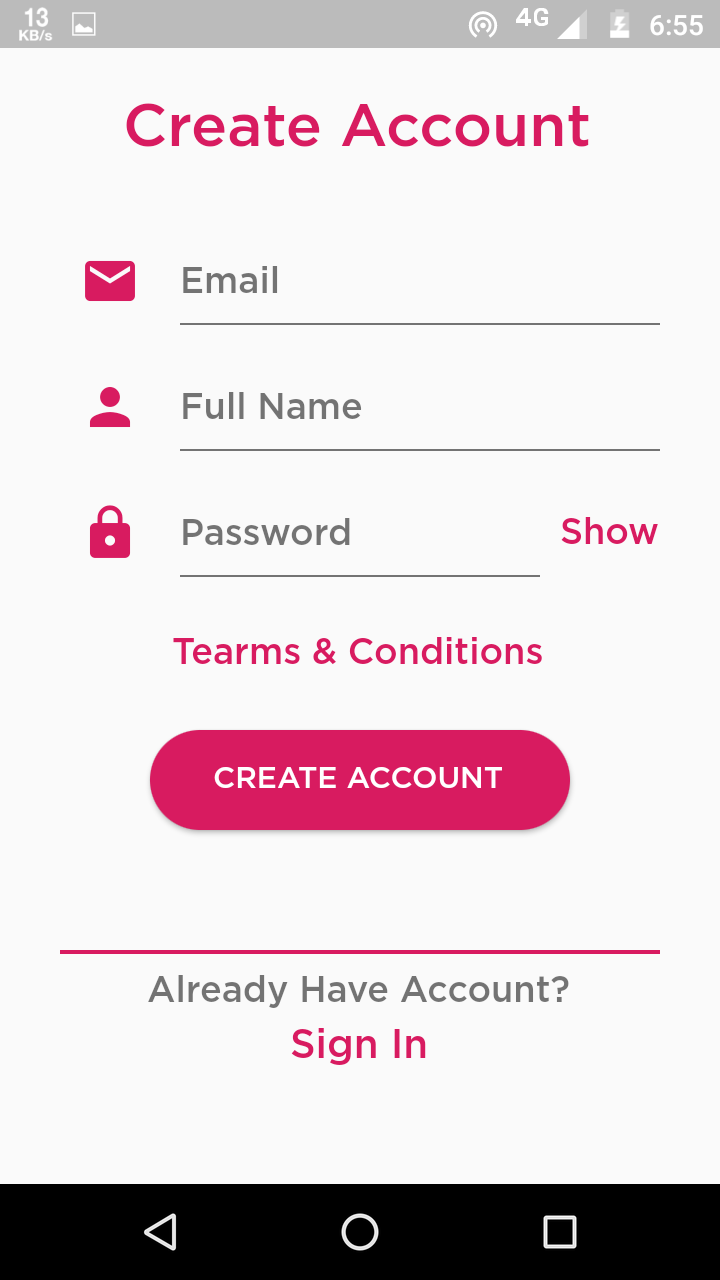 13
KB/s
4G
6:55
Create Account
Email
Full Name
Password
Show
Tearms & Conditions
CREATE ACCOUNT
Already Have Account?
Sign In